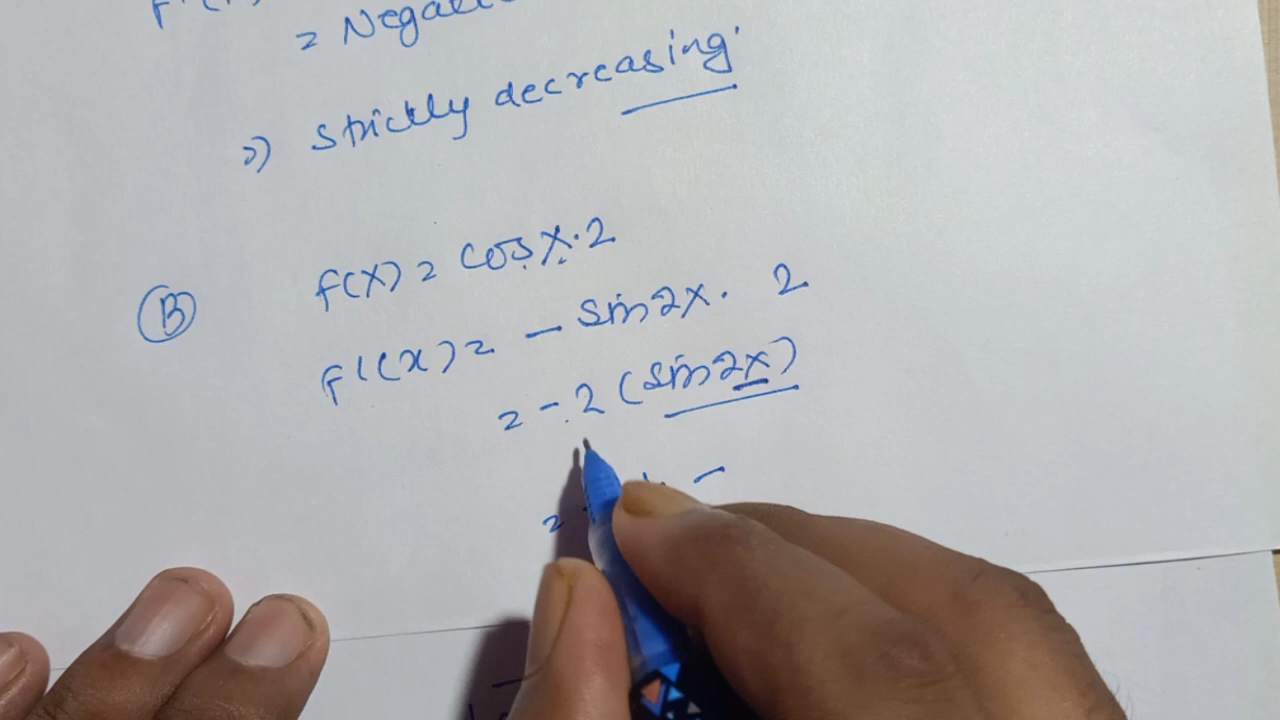 = Negat
=) Strictly decreasing.
(B) f(x) = cos x . 2
f'(x) = - sin2x . 2
= - 2 (sin2x)
=